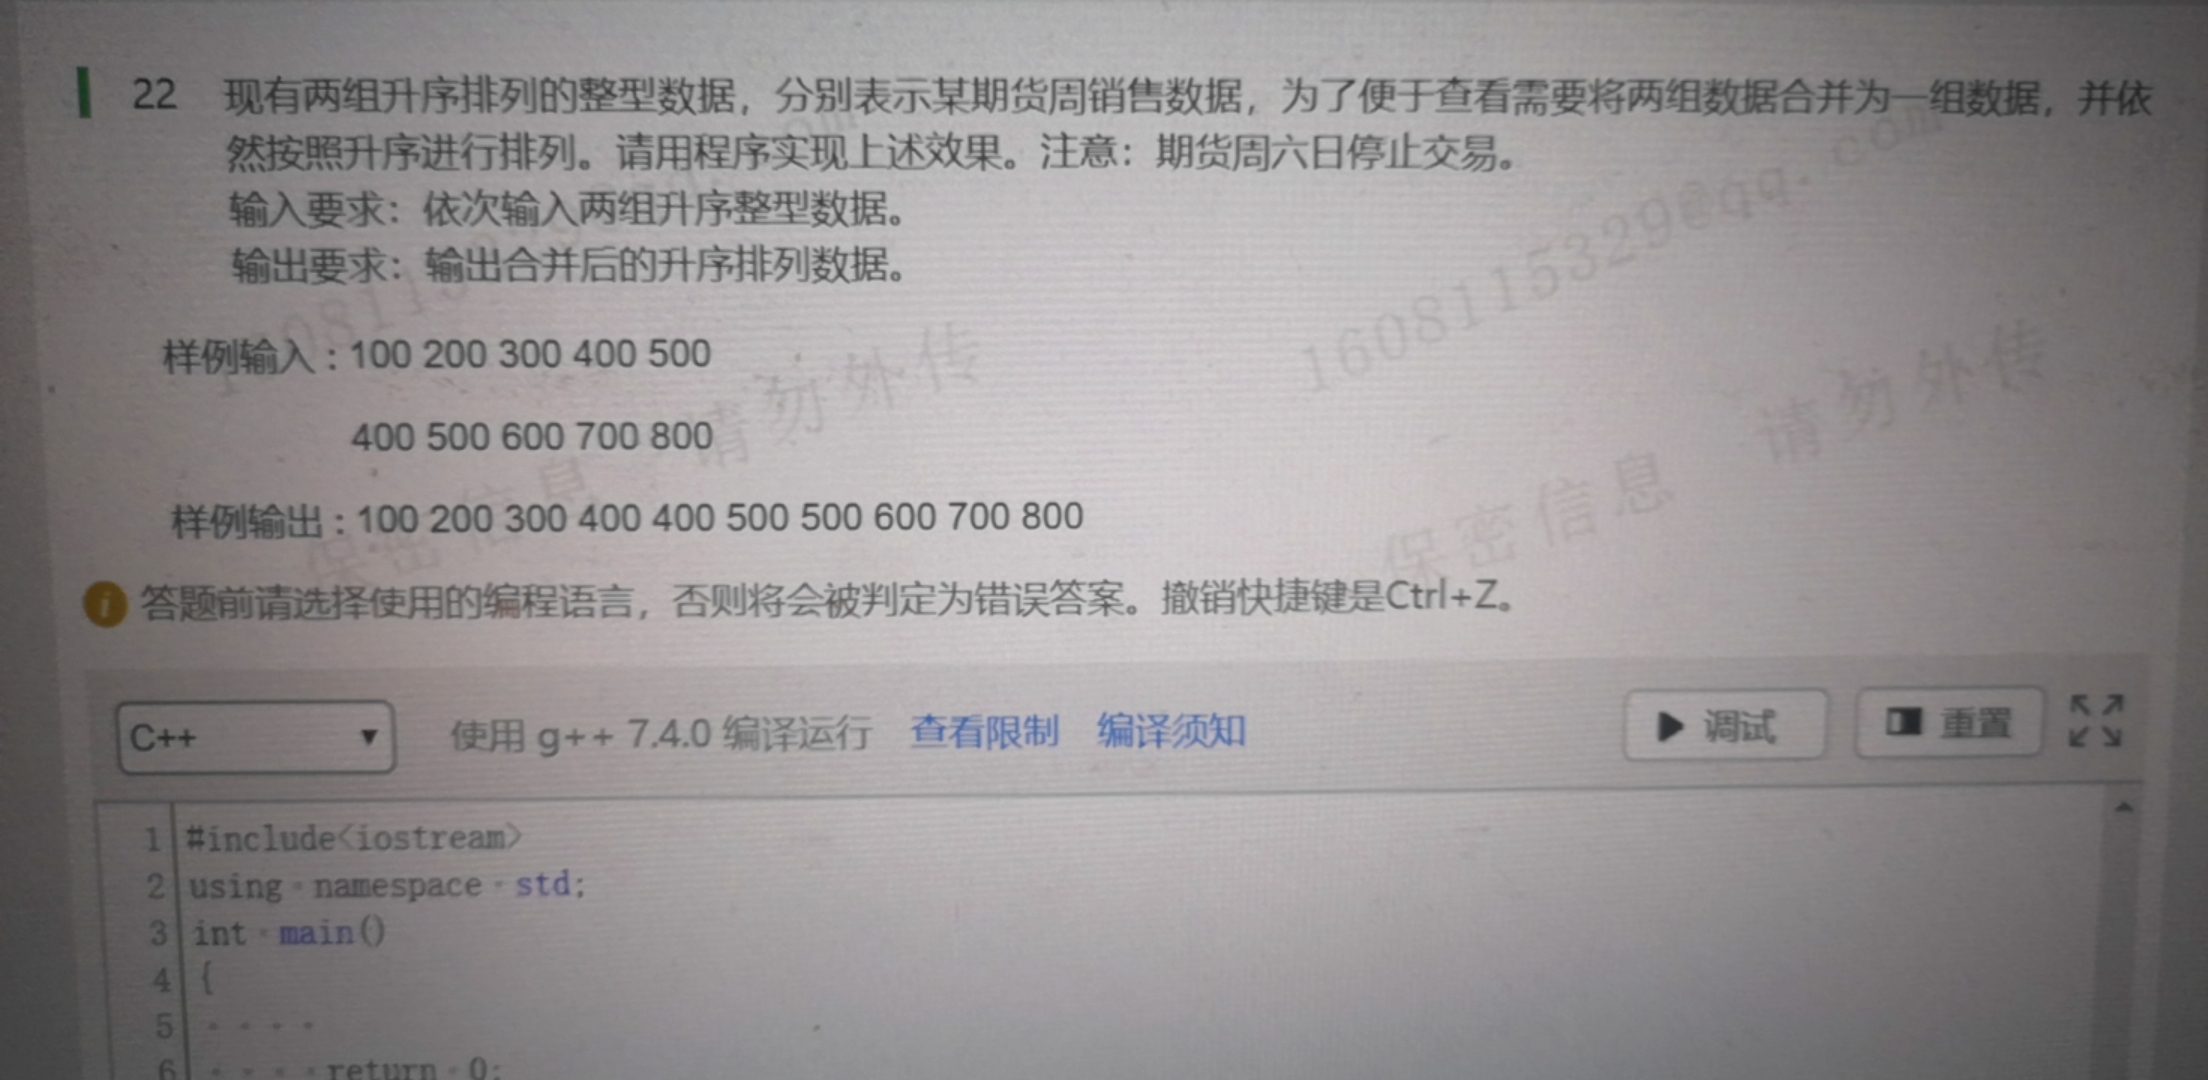 22 现有两组升序排列的整型数据，分别表示某期货周销售数据，为了便于查看需要将两组数据合并为一组数据，并依
然按照升序进行排列。请用程序实现上述效果。注意：期货周六日停止交易。
输入要求：依次输入两组升序整型数据。
输出要求：输出合并后的升序排列数据。
样例输入：100 200 300 400 500
400 500 600 700 800
样例输出：100 200 300 400 400 500 500 600 700 800
1608115329@qq.com
保密信息 请勿外传
保密信息 请勿外传
答题前请选择使用的编程语言，否则将会被判定为错误答案。撤销快捷键是Ctrl+Z。
C++ 使用 g++ 7.4.0 编译运行 查看限制 编译须知 调试 重置
1 #include<iostream>
2 using namespace std;
3 int main()
4 {
5
6 return 0;